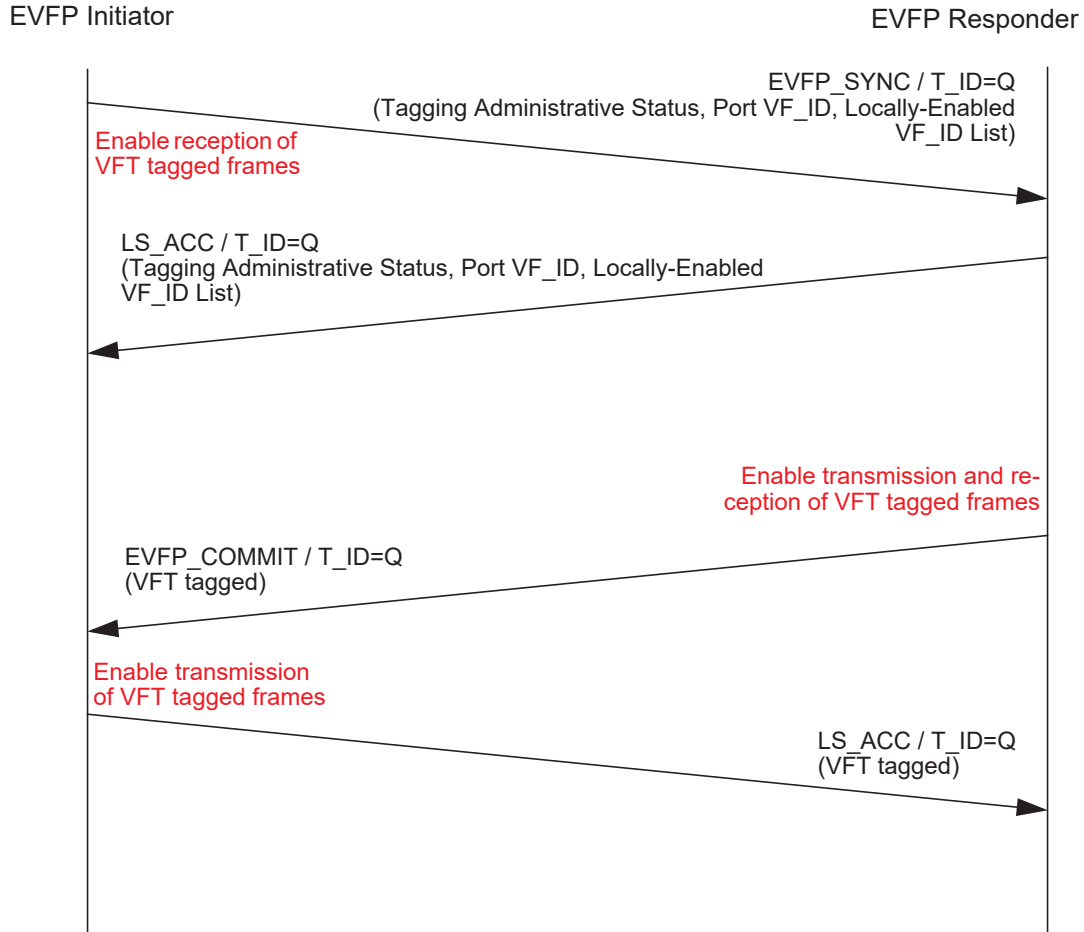 EVFP Initiator
EVFP Responder
EVFP_SYNC / T_ID=Q
(Tagging Administrative Status, Port VF_ID, Locally-Enabled
VF_ID List)
Enable reception of
VFT tagged frames
LS_ACC / T_ID=Q
(Tagging Administrative Status, Port VF_ID, Locally-Enabled
VF_ID List)
Enable transmission and re-
ception of VFT tagged frames
EVFP_COMMIT / T_ID=Q
(VFT tagged)
Enable transmission
of VFT tagged frames
LS_ACC / T_ID=Q
(VFT tagged)